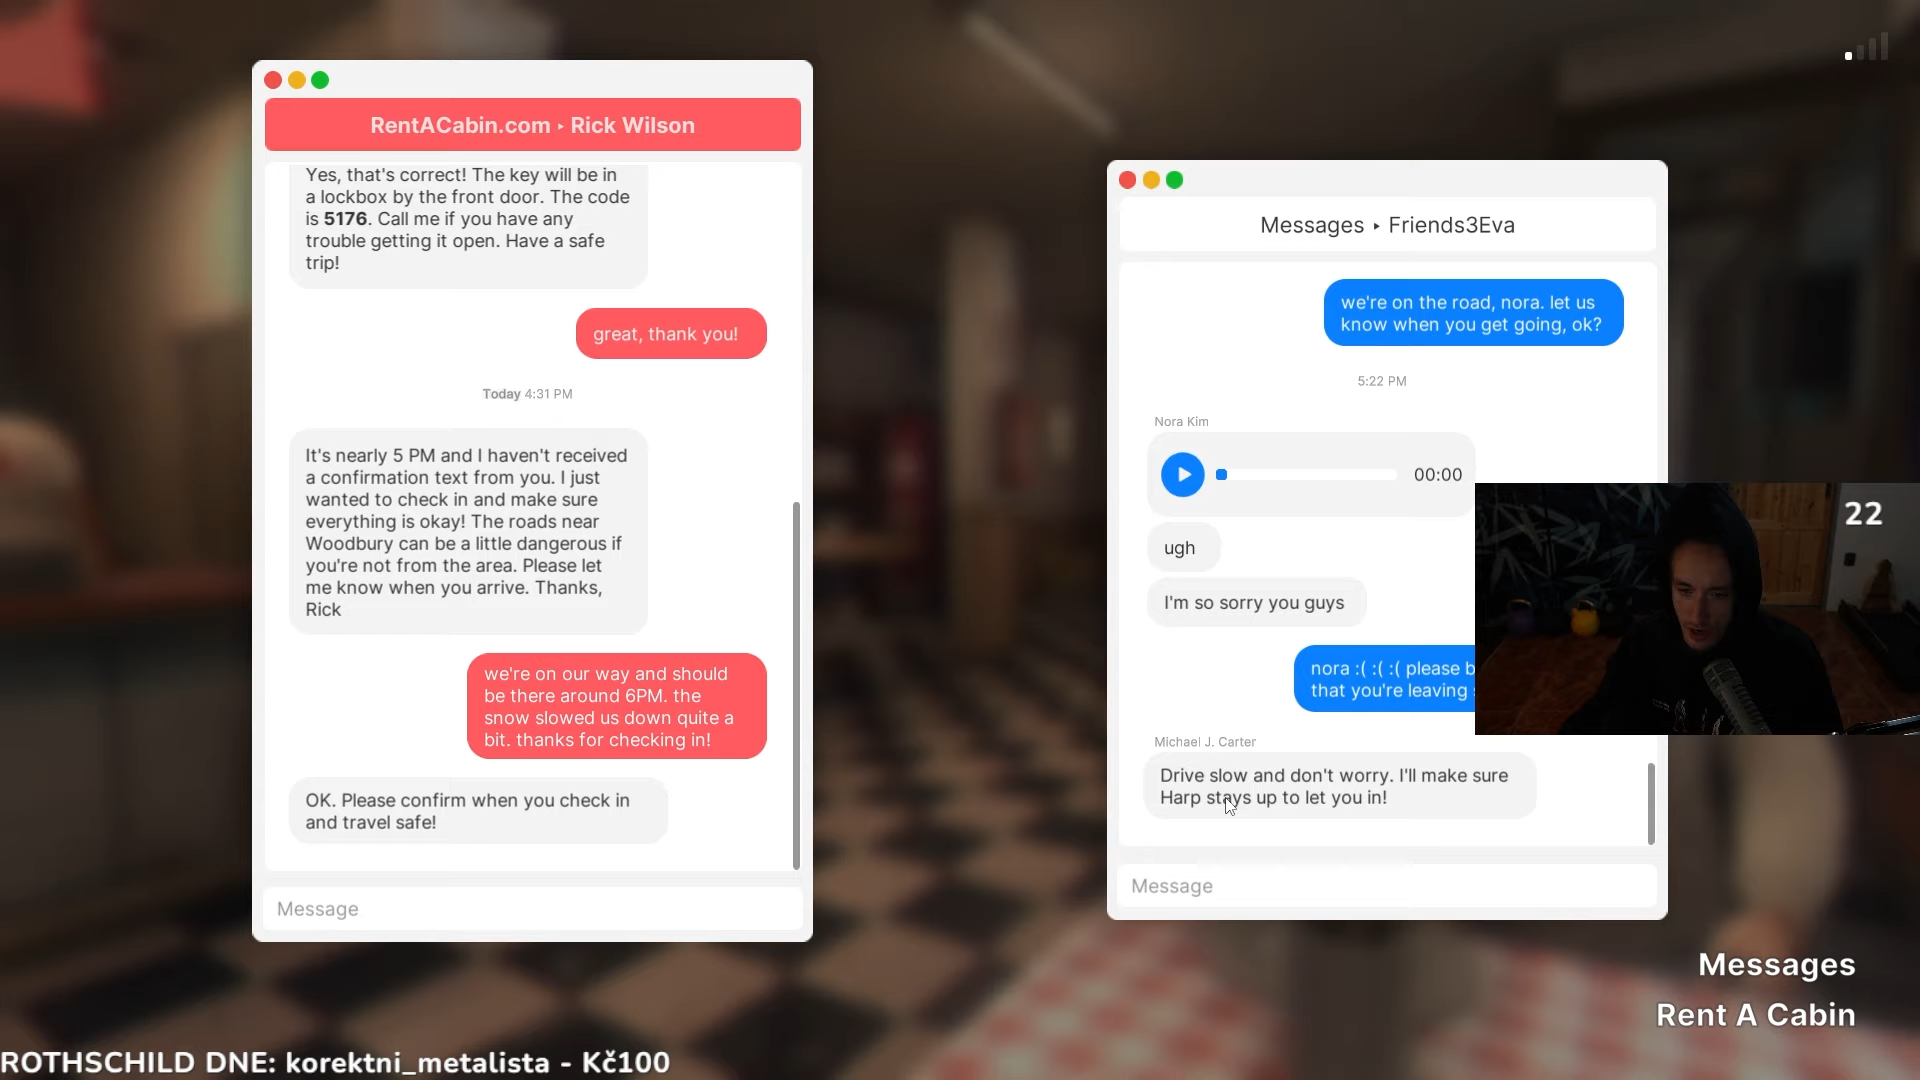 RentACabin.com ‣ Rick Wilson
Yes, that's correct! The key will be in
a lockbox by the front door. The code
is 5176. Call me if you have any
trouble getting it open. Have a safe
trip!
great, thank you!
Today 4:31 PM
It's nearly 5 PM and I haven't received
a confirmation text from you. I just
wanted to check in and make sure
everything is okay! The roads near
Woodbury can be a little dangerous if
you're not from the area. Please let
me know when you arrive. Thanks,
Rick
we're on our way and should
be there around 6PM. the
snow slowed us down quite a
bit. thanks for checking in!
OK. Please confirm when you check in
and travel safe!
Message
Messages ‣ Friends3Eva
we're on the road, nora. let us
know when you get going, ok?
5:22 PM
Nora Kim
00:00
ugh
I'm so sorry you guys
nora :( :( :( please
that you're leaving
Michael J. Carter
Drive slow and don't worry. I'll make sure
Harp stays up to let you in!
Message
22
Messages
Rent A Cabin
ROTHSCHILD DNE: korektni_metalista - Kč100